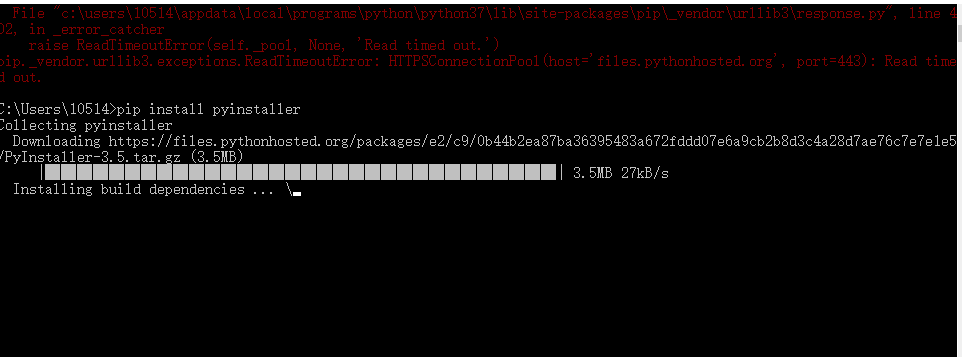 File "c:\users\10514\appdata\local\programs\python\python37\lib\site-packages\pip\_vendor\urllib3\response.py", line 4
02, in _error_catcher
raise ReadTimeoutError(self._pool, None, 'Read timed out.')
pip._vendor.urllib3.exceptions.ReadTimeoutError: HTTPSConnectionPool(host='files.pythonhosted.org', port=443): Read time
d out.
C:\Users\10514>pip install pyinstaller
Collecting pyinstaller
Downloading https://files.pythonhosted.org/packages/e2/c9/0b44b2ea87ba36395483a672fddd07e6a9cb2b8d3c4a28d7ae76c7e7e1e5
/PyInstaller-3.5.tar.gz (3.5MB)
| | 3.5MB 27kB/s
Installing build dependencies ... \